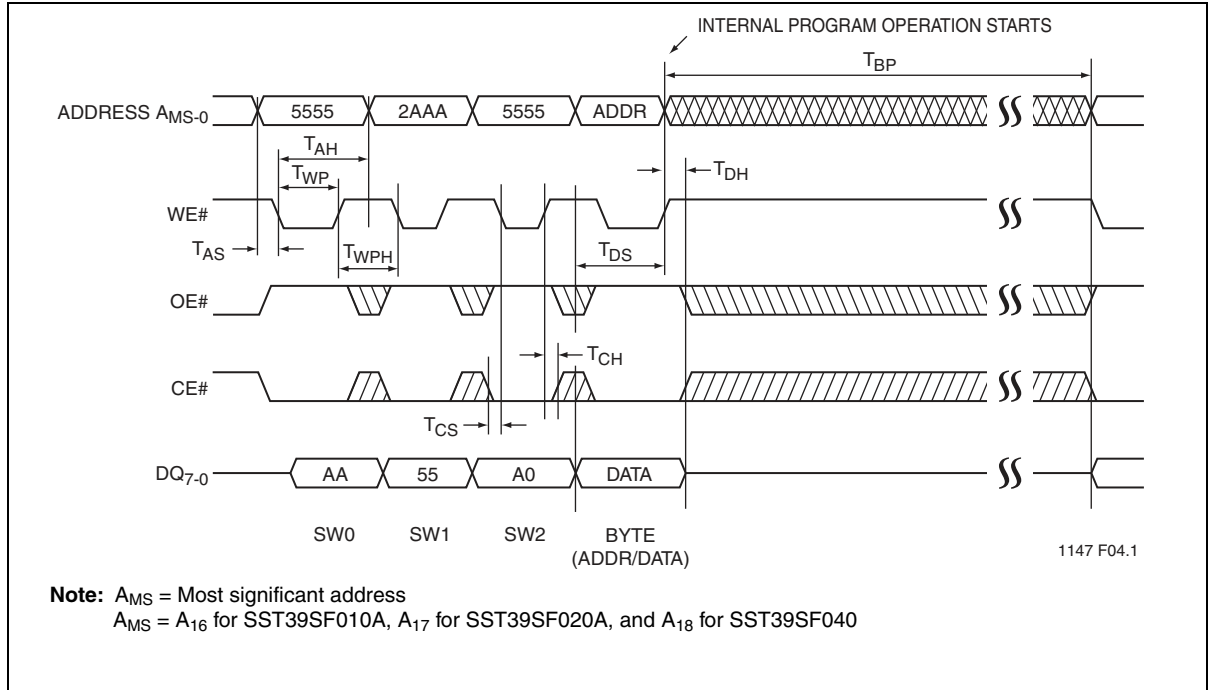 INTERNAL PROGRAM OPERATION STARTS
TBP
ADDRESS AMS-0
5555
2AAA
5555
ADDR
TAH
TWP
TDH
WE#
TAS
TWPH
TDS
OE#
TCH
CE#
TCS
DQ7-0
AA
55
A0
DATA
SW0
SW1
SW2
BYTE
(ADDR/DATA)
1147 F04.1
Note: AMS = Most significant address
AMS = A16 for SST39SF010A, A17 for SST39SF020A, and A18 for SST39SF040